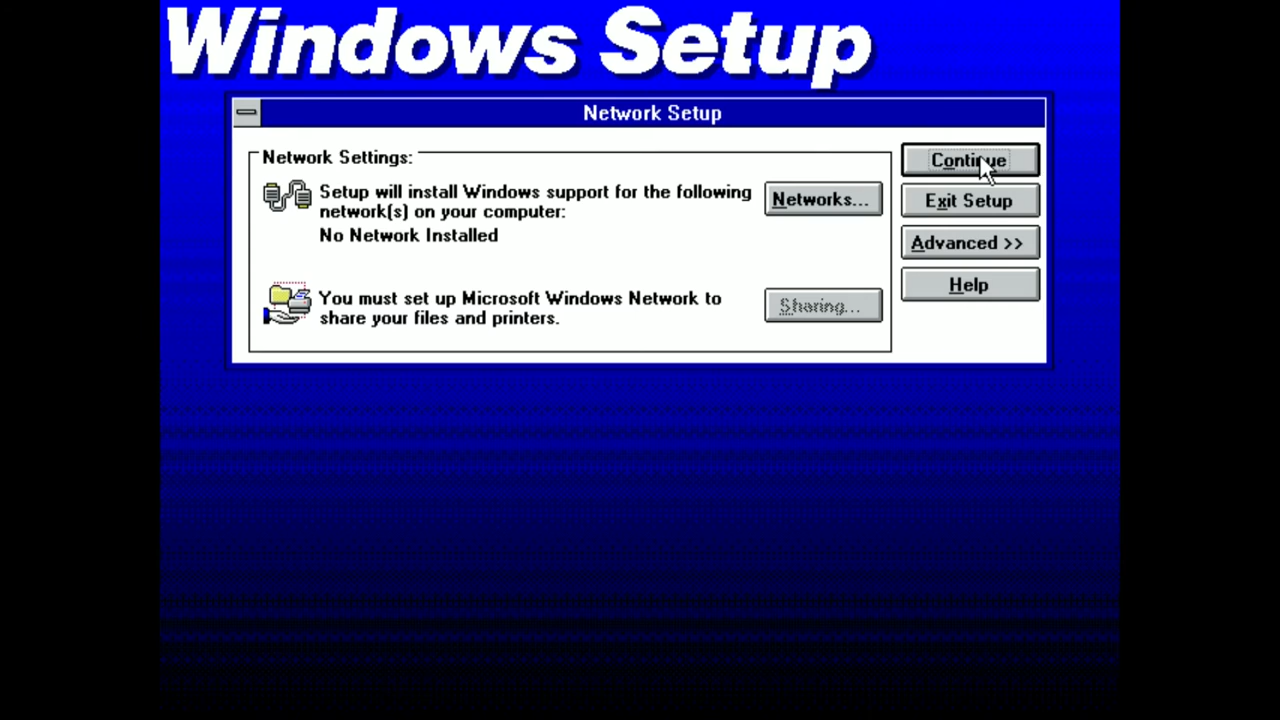 Windows Setup
Network Setup
Network Settings:
Setup will install Windows support for the following
network(s) on your computer:
No Network Installed
Networks...
You must set up Microsoft Windows Network to
share your files and printers.
Sharing...
Continue
Exit Setup
Advanced >>
Help